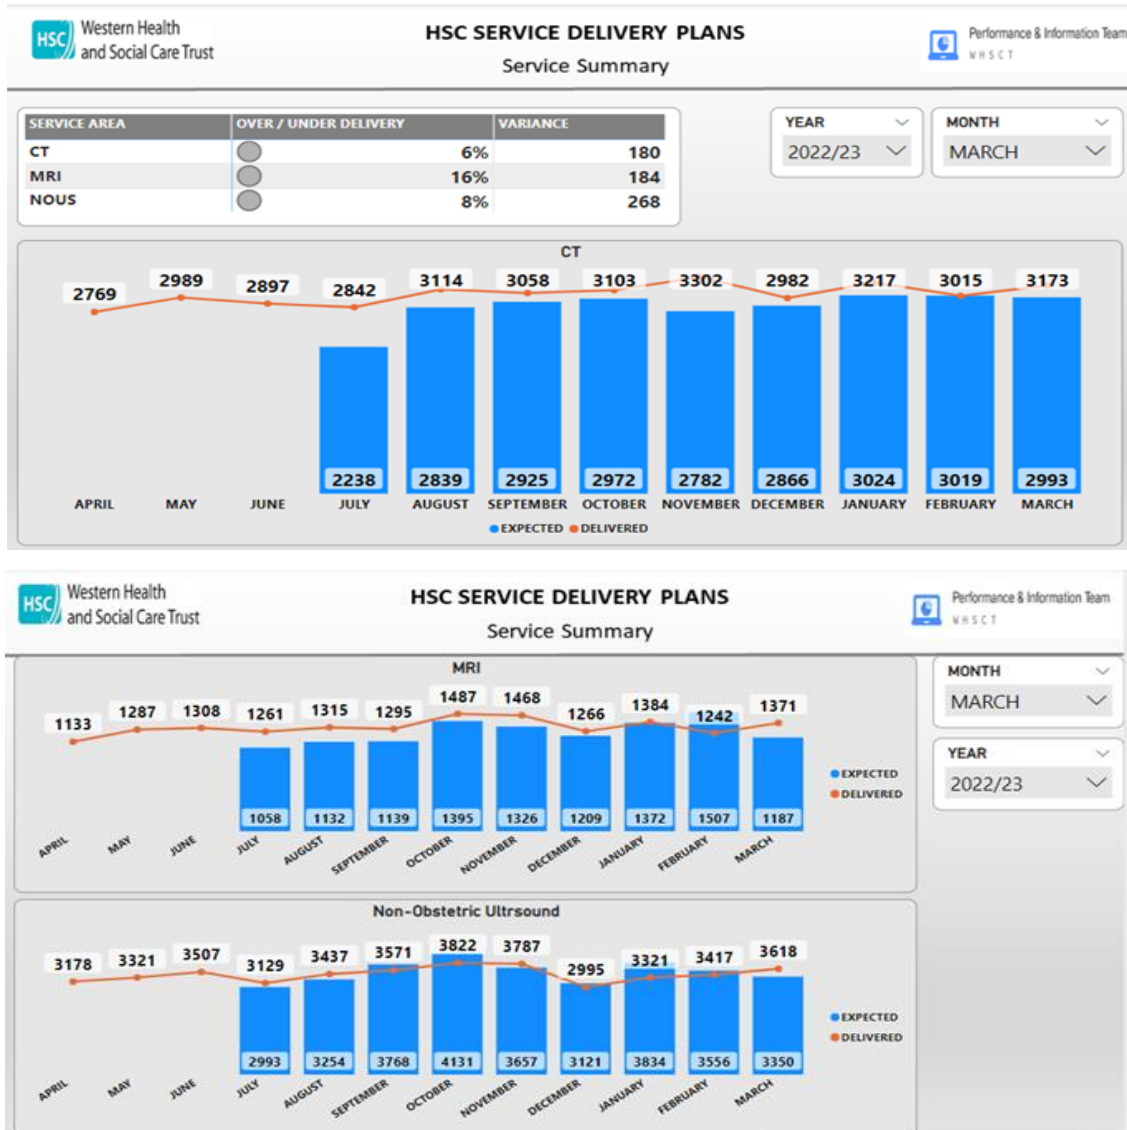 HSC
Western Health
and Social Care Trust
HSC SERVICE DELIVERY PLANS
Service Summary
Performance & Information Team
WHSCT
SERVICE AREA OVER / UNDER DELIVERY VARIANCE
CT 6% 180
MRI 16% 184
NOUS 8% 268
YEAR
2022/23
MONTH
MARCH
CT
2769 2989 2897 2842 3114 3058 3103 3302 2982 3217 3015 3173
2238 2839 2925 2972 2782 2866 3024 3019 2993
APRIL MAY JUNE JULY AUGUST SEPTEMBER OCTOBER NOVEMBER DECEMBER JANUARY FEBRUARY MARCH
EXPECTED DELIVERED
HSC
Western Health
and Social Care Trust
HSC SERVICE DELIVERY PLANS
Service Summary
Performance & Information Team
WHSCT
MRI
1133 1287 1308 1261 1315 1295 1487 1468 1266 1384 1242 1371
1058 1132 1139 1395 1326 1209 1372 1507 1187
APRIL MAY JUNE JULY AUGUST SEPTEMBER OCTOBER NOVEMBER DECEMBER JANUARY FEBRUARY MARCH
EXPECTED
DELIVERED
MONTH
MARCH
YEAR
2022/23
Non-Obstetric Ultrsound
3178 3321 3507 3129 3437 3571 3822 3787 2995 3321 3417 3618
2993 3254 3768 4131 3657 3121 3834 3556 3350
APRIL MAY JUNE JULY AUGUST SEPTEMBER OCTOBER NOVEMBER DECEMBER JANUARY FEBRUARY MARCH
EXPECTED
DELIVERED